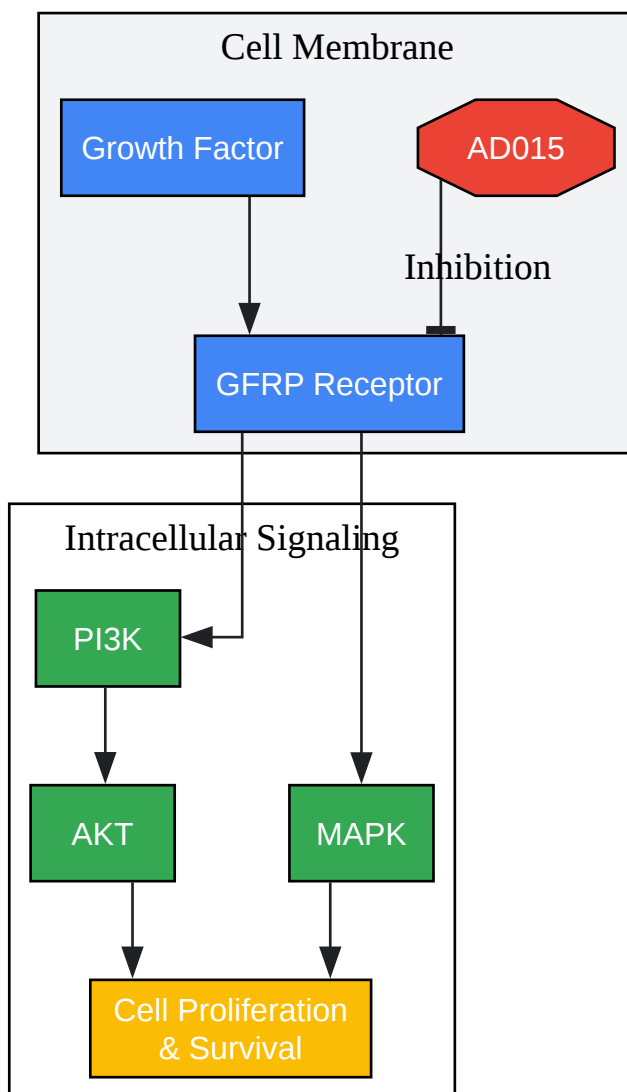 Cell Membrane
Growth Factor
AD015
Inhibition
GFRP Receptor
Intracellular Signaling
PI3K
AKT
MAPK
Cell Proliferation
& Survival